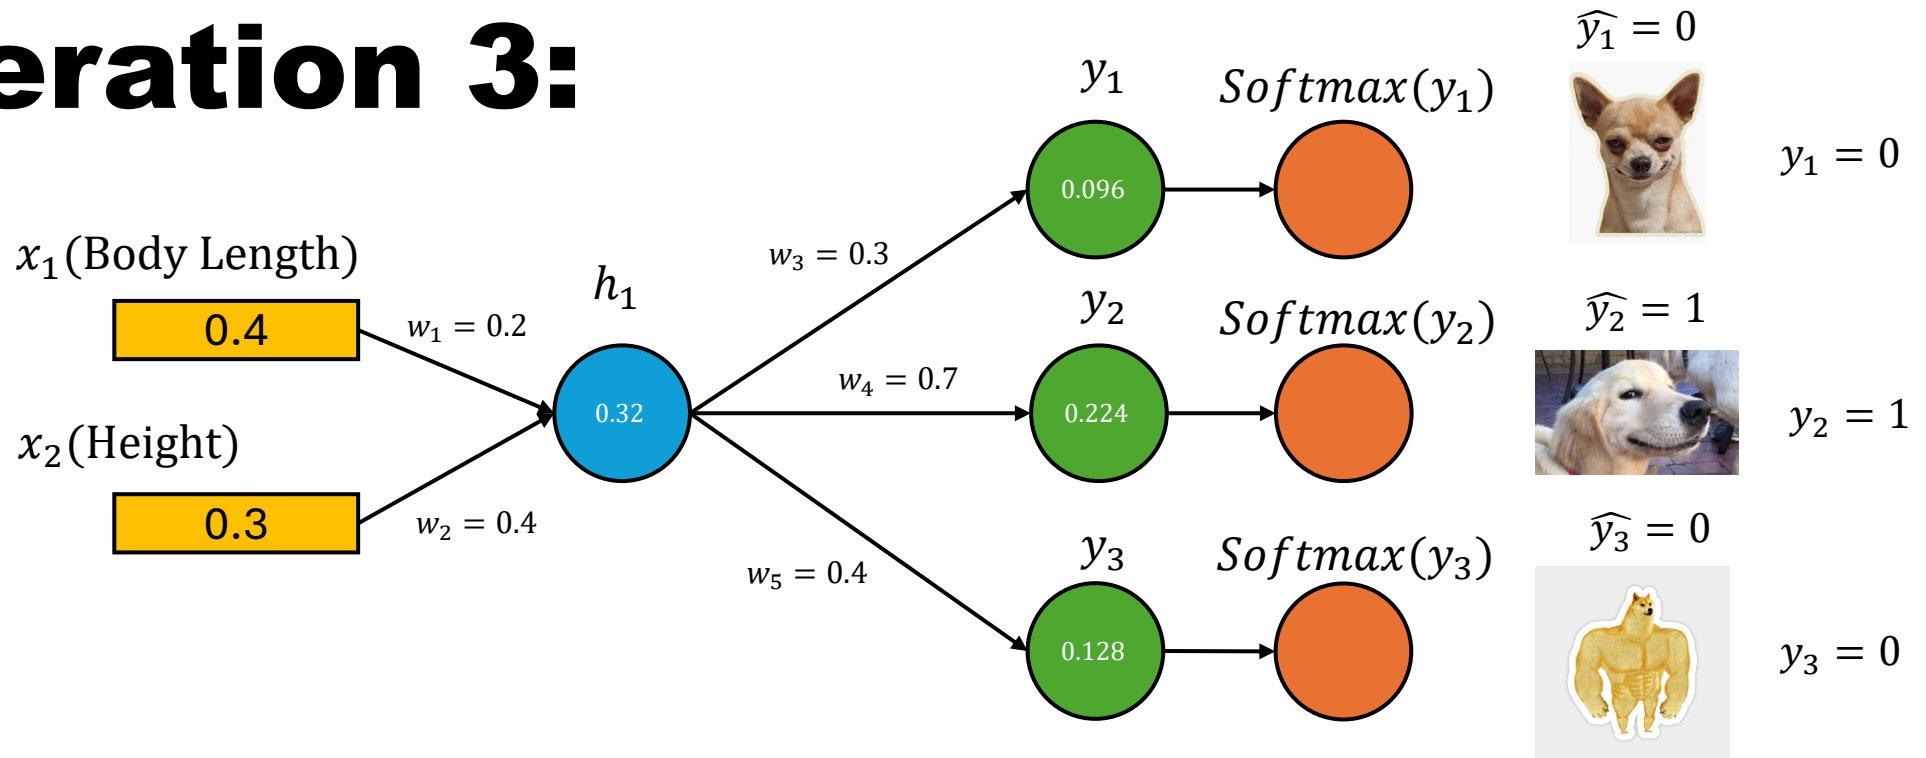 eration 3:
x₁(Body Length)
0.4
w₁ = 0.2
x₂(Height)
0.3
w₂ = 0.4
h₁
0.32
w₃ = 0.3
w₄ = 0.7
w₅ = 0.4
y₁
0.096
Softmax(y₁)
ŷ₁ = 0
y₁ = 0
y₂
0.224
Softmax(y₂)
ŷ₂ = 1
y₂ = 1
y₃
0.128
Softmax(y₃)
ŷ₃ = 0
y₃ = 0